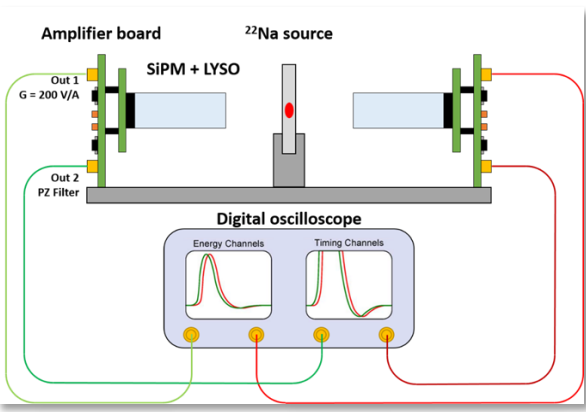 Amplifier board
²²Na source
SiPM + LYSO
Out 1
G = 200 V/A
Out 2
PZ Filter
Digital oscilloscope
Energy Channels
Timing Channels